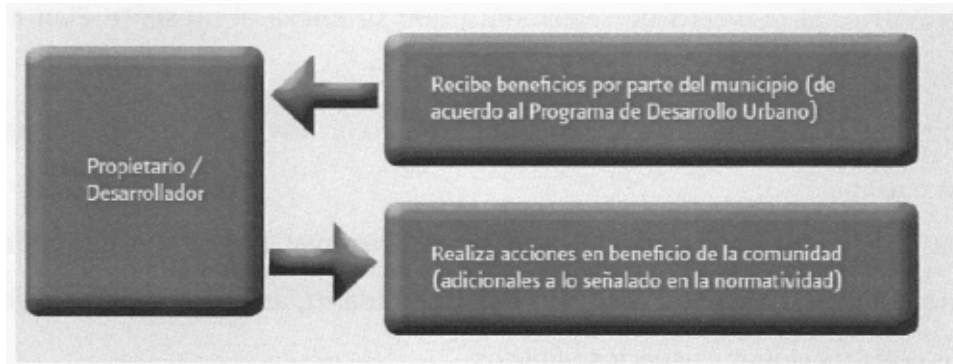 Propietario /
Desarrollador
Recibe beneficios por parte del municipio (de
acuerdo al Programa de Desarrollo Urbano)
Realiza acciones en beneficio de la comunidad
(adicionales a lo señalado en la normatividad)